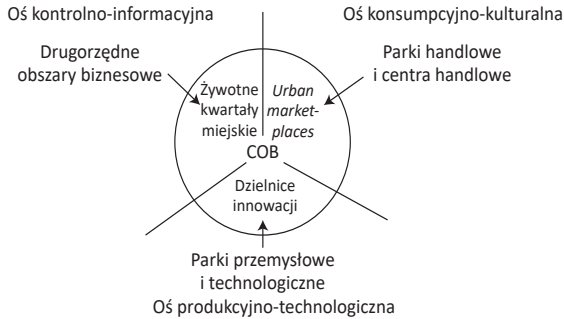 Oś kontrolno-informacyjna
Oś konsumpcyjno-kulturalna
Drugorzędne
obszary biznesowe
Parki handlowe
i centra handlowe
Żywotne
kwartały
miejskie
Urban
market-
places
COB
Dzielnice
innowacji
Parki przemysłowe
i technologiczne
Oś produkcyjno-technologiczna